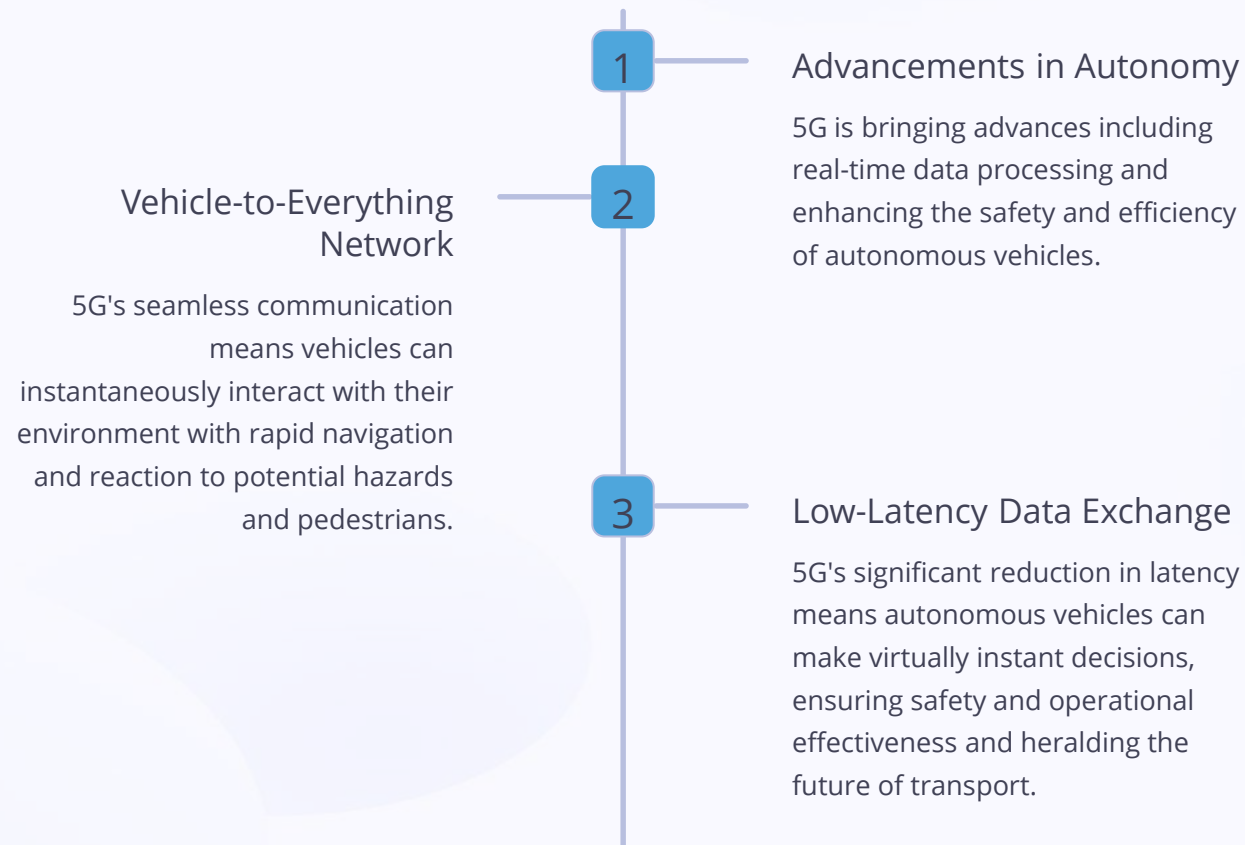 1
Advancements in Autonomy
5G is bringing advances including
real-time data processing and
enhancing the safety and efficiency
of autonomous vehicles.
2
Vehicle-to-Everything
Network
5G's seamless communication
means vehicles can
instantaneously interact with their
environment with rapid navigation
and reaction to potential hazards
and pedestrians.
3
Low-Latency Data Exchange
5G's significant reduction in latency
means autonomous vehicles can
make virtually instant decisions,
ensuring safety and operational
effectiveness and heralding the
future of transport.